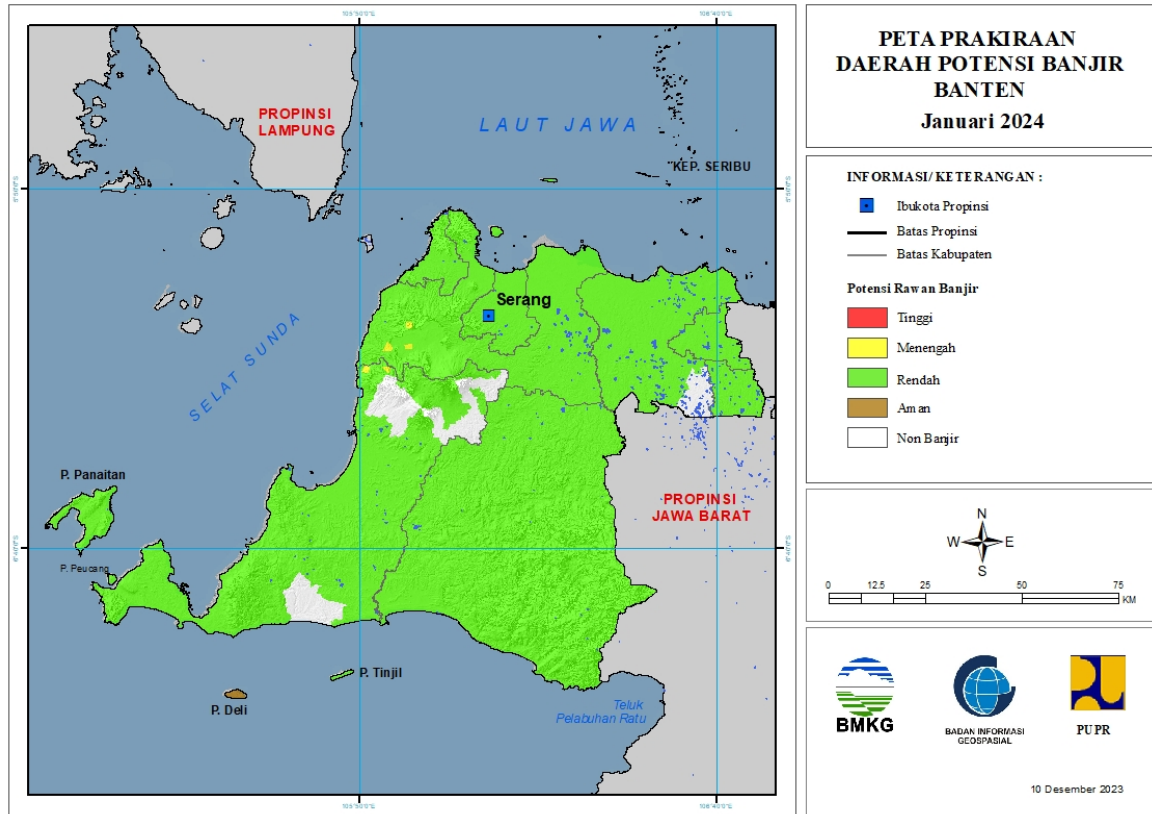 PETA PRAKIRAAN
DAERAH POTENSI BANJIR
BANTEN
Januari 2024
INFORMASI/ KETERANGAN :
Ibukota Propinsi
Batas Propinsi
Batas Kabupaten
Potensi Rawan Banjir
Tinggi
Menengah
Rendah
Aman
Non Banjir
N
W E
S
0 12.5 25 50 75
KM
BMKG
BADAN INFORMASI
GEOSPASIAL
PUPR
10 Desember 2023
PROPINSI
LAMPUNG
LAUT JAWA
KEP. SERIBU
Serang
SELAT SUNDA
P. Panaitan
P. Peucang
PROPINSI
JAWA BARAT
P. Tinjil
P. Deli
Teluk
Pelabuhan Ratu